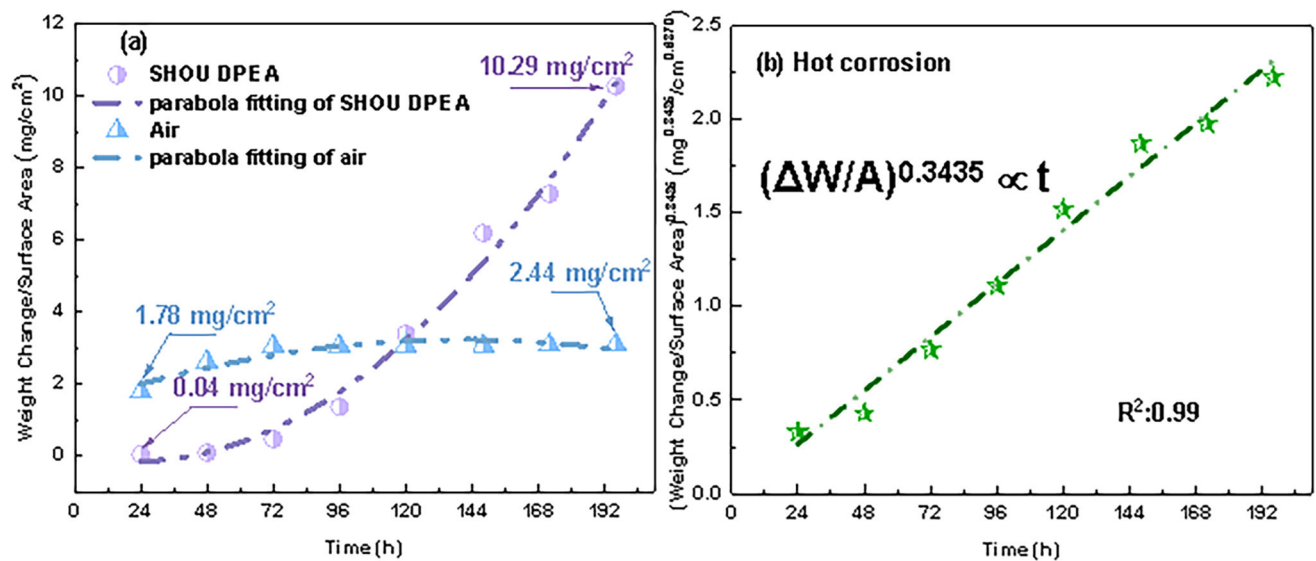 (a)
SHOU DPEA
parabola fitting of SHOU DPEA
Air
parabola fitting of air
10.29 mg/cm²
2.44 mg/cm²
1.78 mg/cm²
0.04 mg/cm²
Weight Change/Surface Area (mg/cm²)
12
10
8
6
4
2
0
0 24 48 72 96 120 144 168 192
Time (h)
(b) Hot corrosion
(ΔW/A)^0.3435 ∝ t
R²:0.99
(Weight Change/Surface Area)^0.3435 (mg^0.3435/cm^0.6870)
2.5
2.0
1.5
1.0
0.5
0.0
0 24 48 72 96 120 144 168 192
Time (h)